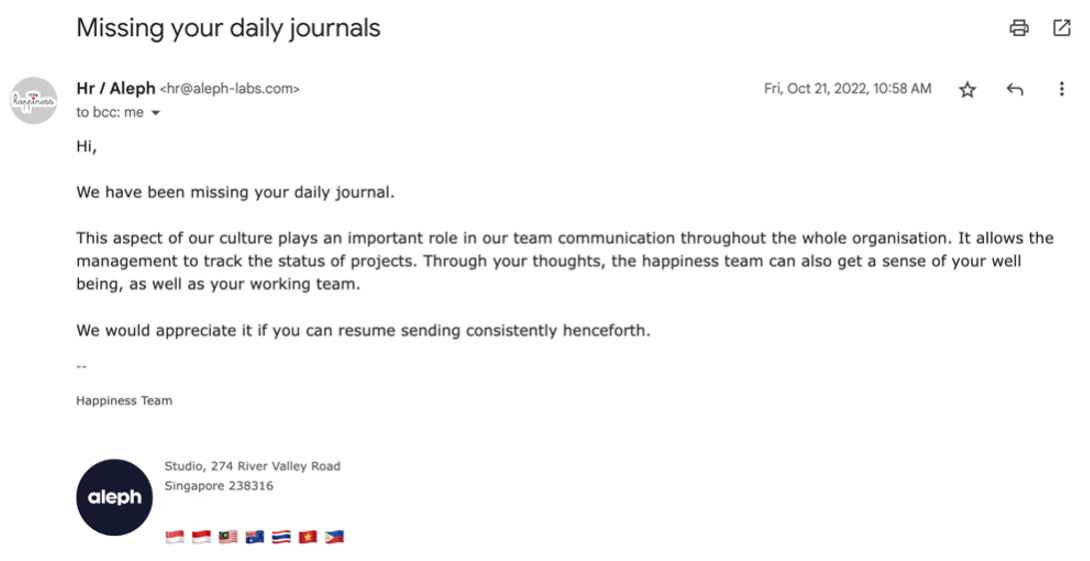 Missing your daily journals
Hr / Aleph <hr@aleph-labs.com>
Fri, Oct 21, 2022, 10:58 AM
happiness
to bcc: me
Hi,
We have been missing your daily journal.
This aspect of our culture plays an important role in our team communication throughout the whole organisation. It allows the
management to track the status of projects. Through your thoughts, the happiness team can also get a sense of your well
being, as well as your working team.
We would appreciate it if you can resume sending consistently henceforth.
--
Happiness Team
aleph
Studio, 274 River Valley Road
Singapore 238316